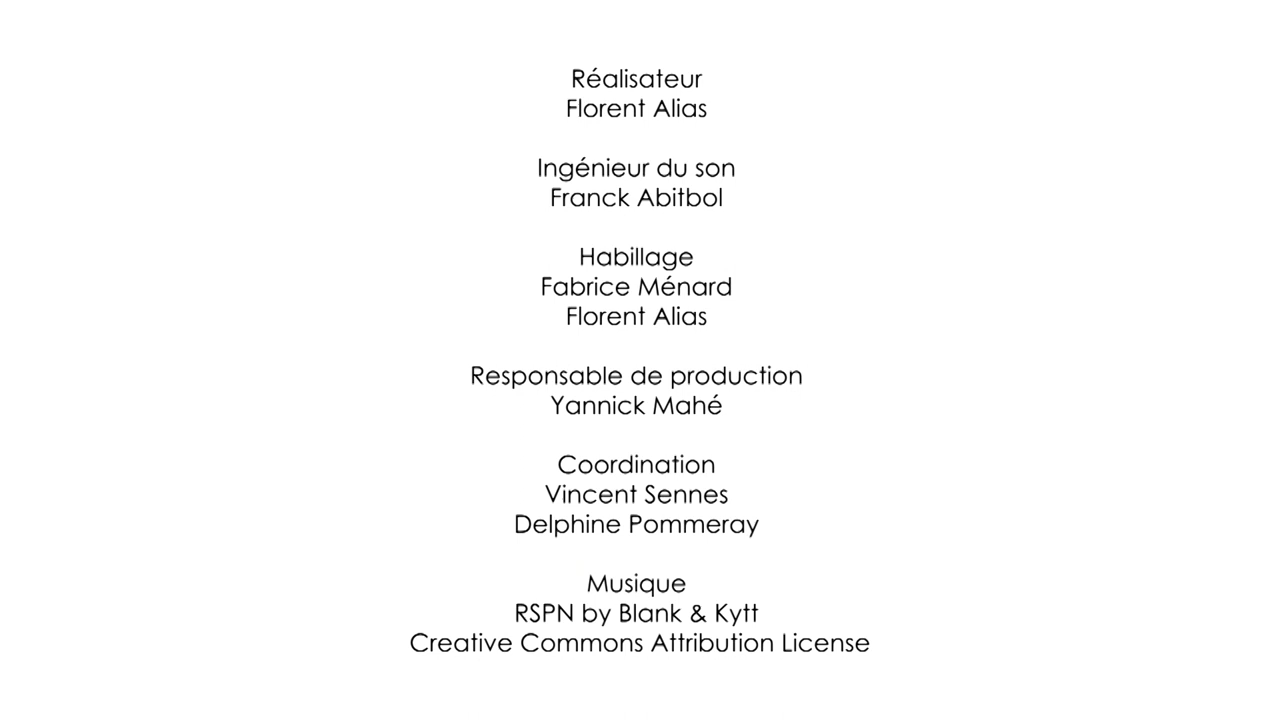 Réalisateur
Florent Alias
Ingénieur du son
Franck Abitbol
Habillage
Fabrice Ménard
Florent Alias
Responsable de production
Yannick Mahé
Coordination
Vincent Sennes
Delphine Pommeray
Musique
RSPN by Blank & Kytt
Creative Commons Attribution License